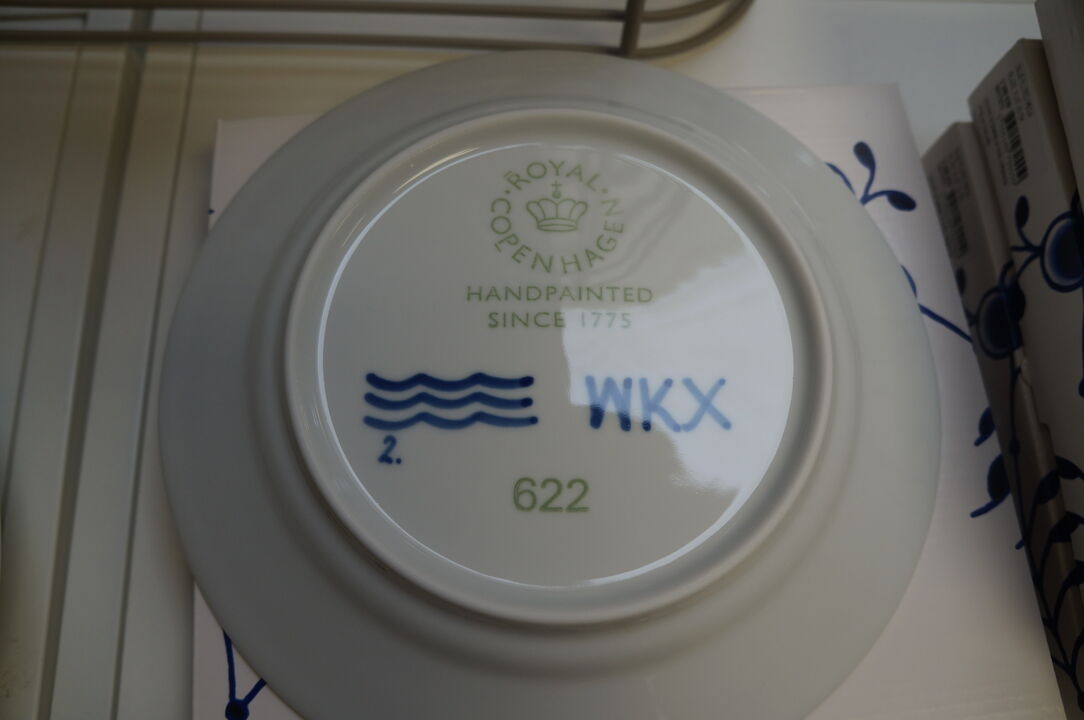 ROYAL
COPENHAGEN
HANDPAINTED
SINCE 1775
WKX
2.
622